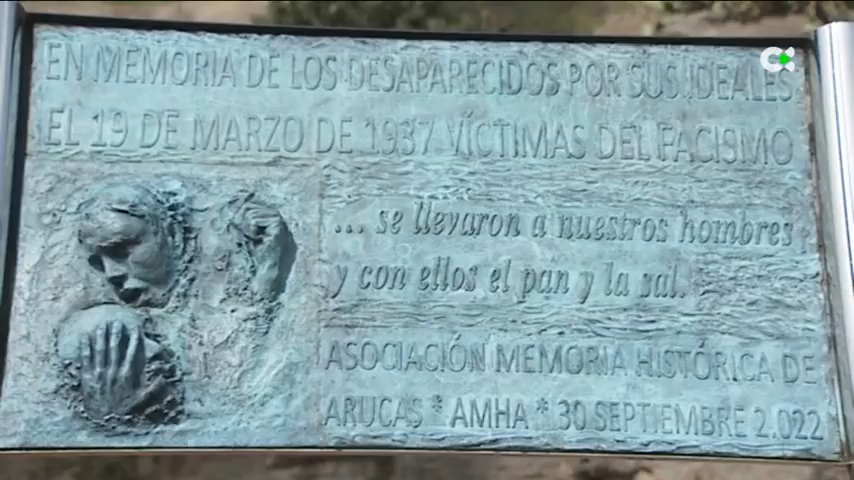 EN MEMORIA DE LOS DESAPARECIDOS POR SUS IDEALES
EL 19 DE MARZO DE 1937 VÍCTIMAS DEL FACISMO
... se llevaron a nuestros hombres
y con ellos el pan y la sal.
ASOCIACIÓN MEMORIA HISTÓRICA DE
ARUCAS * AMHA * 30 SEPTIEMBRE 2.022